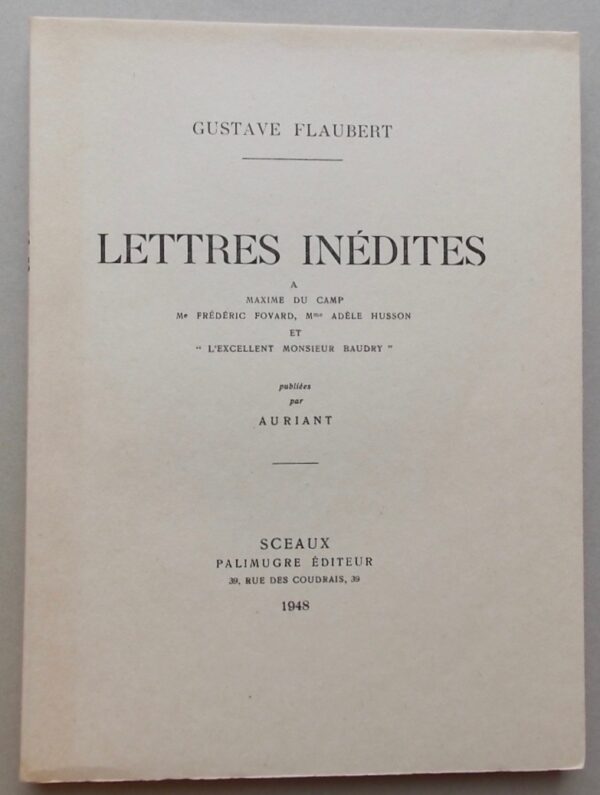 GUSTAVE FLAUBERT
LETTRES INÉDITES
A
MAXIME DU CAMP
Me FRÉDÉRIC FOVARD, Mme ADÈLE HUSSON
ET
“ L'EXCELLENT MONSIEUR BAUDRY ”
publiées
par
AURIANT
SCEAUX
PALIMUGRE ÉDITEUR
39, RUE DES COUDRAIS, 39
1948